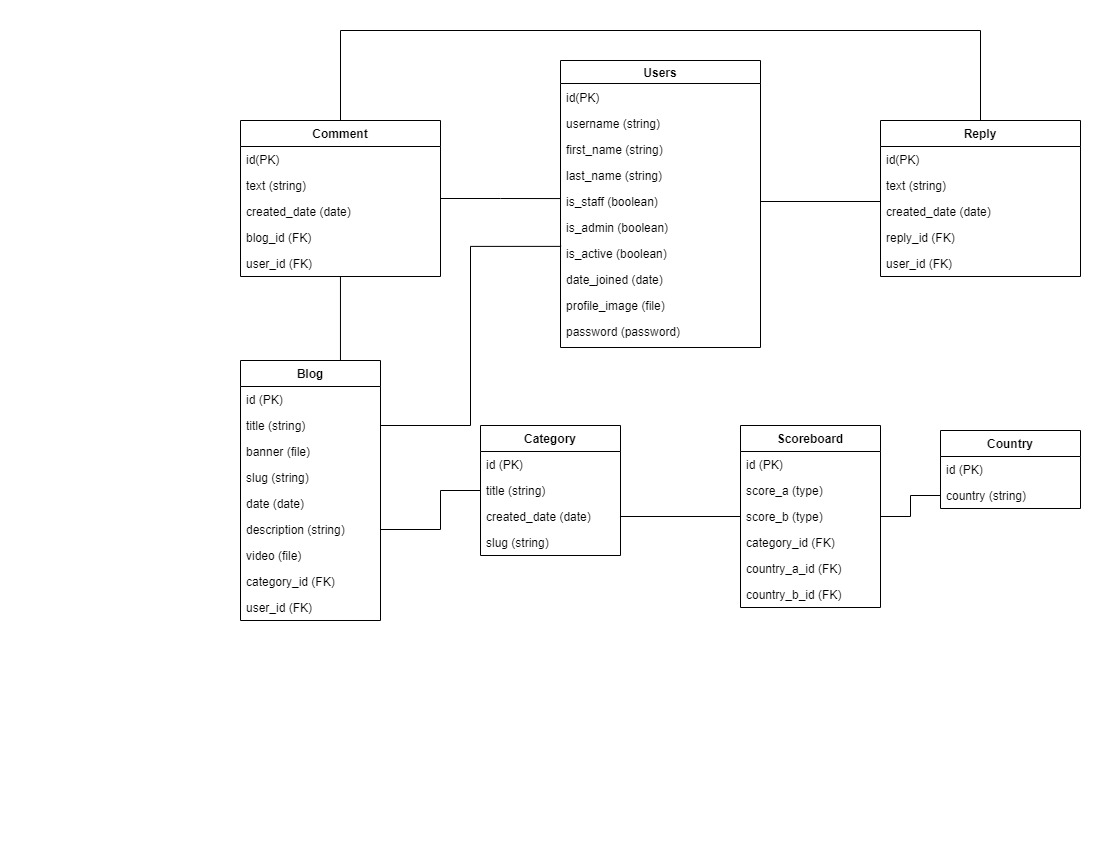 Users
id(PK)
username (string)
first_name (string)
last_name (string)
is_staff (boolean)
is_admin (boolean)
is_active (boolean)
date_joined (date)
profile_image (file)
password (password)
Comment
id(PK)
text (string)
created_date (date)
blog_id (FK)
user_id (FK)
Reply
id(PK)
text (string)
created_date (date)
reply_id (FK)
user_id (FK)
Blog
id (PK)
title (string)
banner (file)
slug (string)
date (date)
description (string)
video (file)
category_id (FK)
user_id (FK)
Category
id (PK)
title (string)
created_date (date)
slug (string)
Scoreboard
id (PK)
score_a (type)
score_b (type)
category_id (FK)
country_a_id (FK)
country_b_id (FK)
Country
id (PK)
country (string)